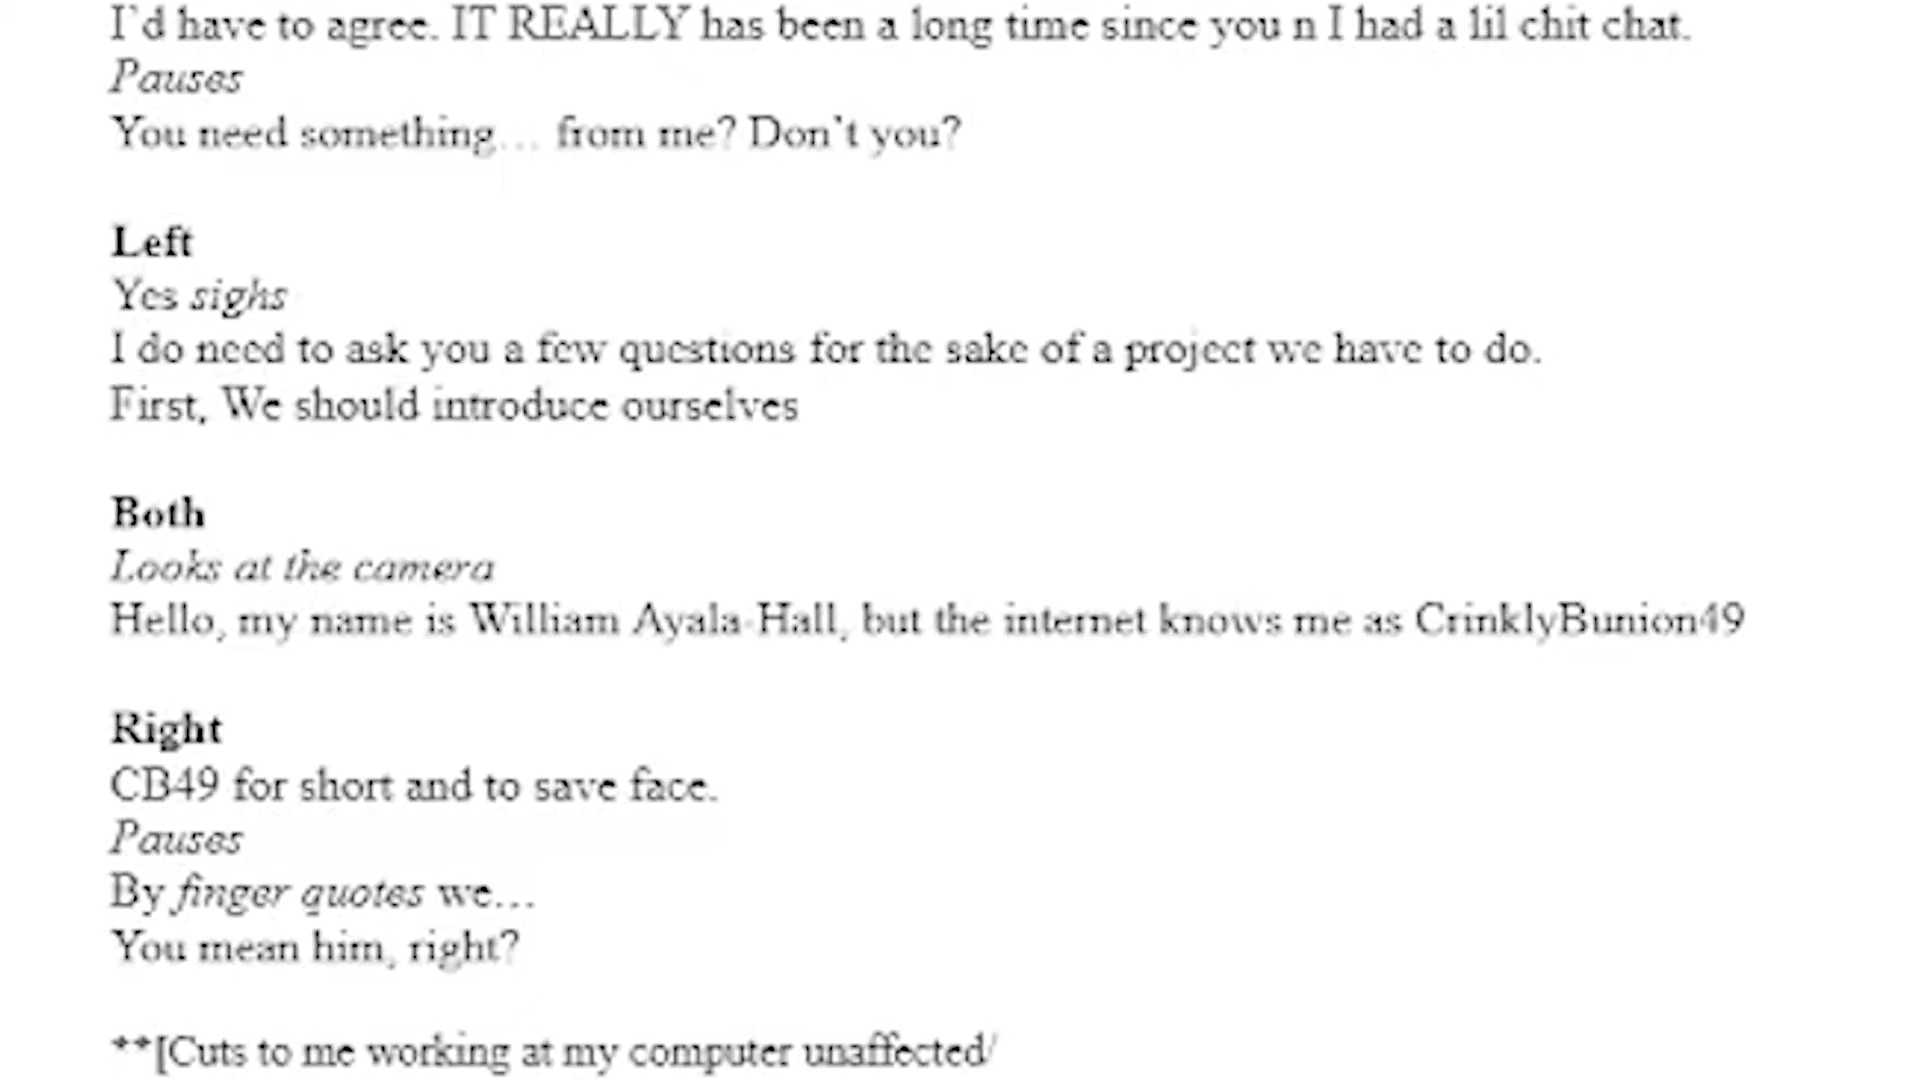 I'd have to agree. IT REALLY has been a long time since you n I had a lil chit chat.
Pauses
You need something... from me? Don't you?
Left
Yes sighs
I do need to ask you a few questions for the sake of a project we have to do.
First, We should introduce ourselves
Both
Looks at the camera
Hello, my name is William Ayala-Hall, but the internet knows me as CrinklyBunion49
Right
CB49 for short and to save face.
Pauses
By finger quotes we...
You mean him, right?
**[Cuts to me working at my computer unaffected/